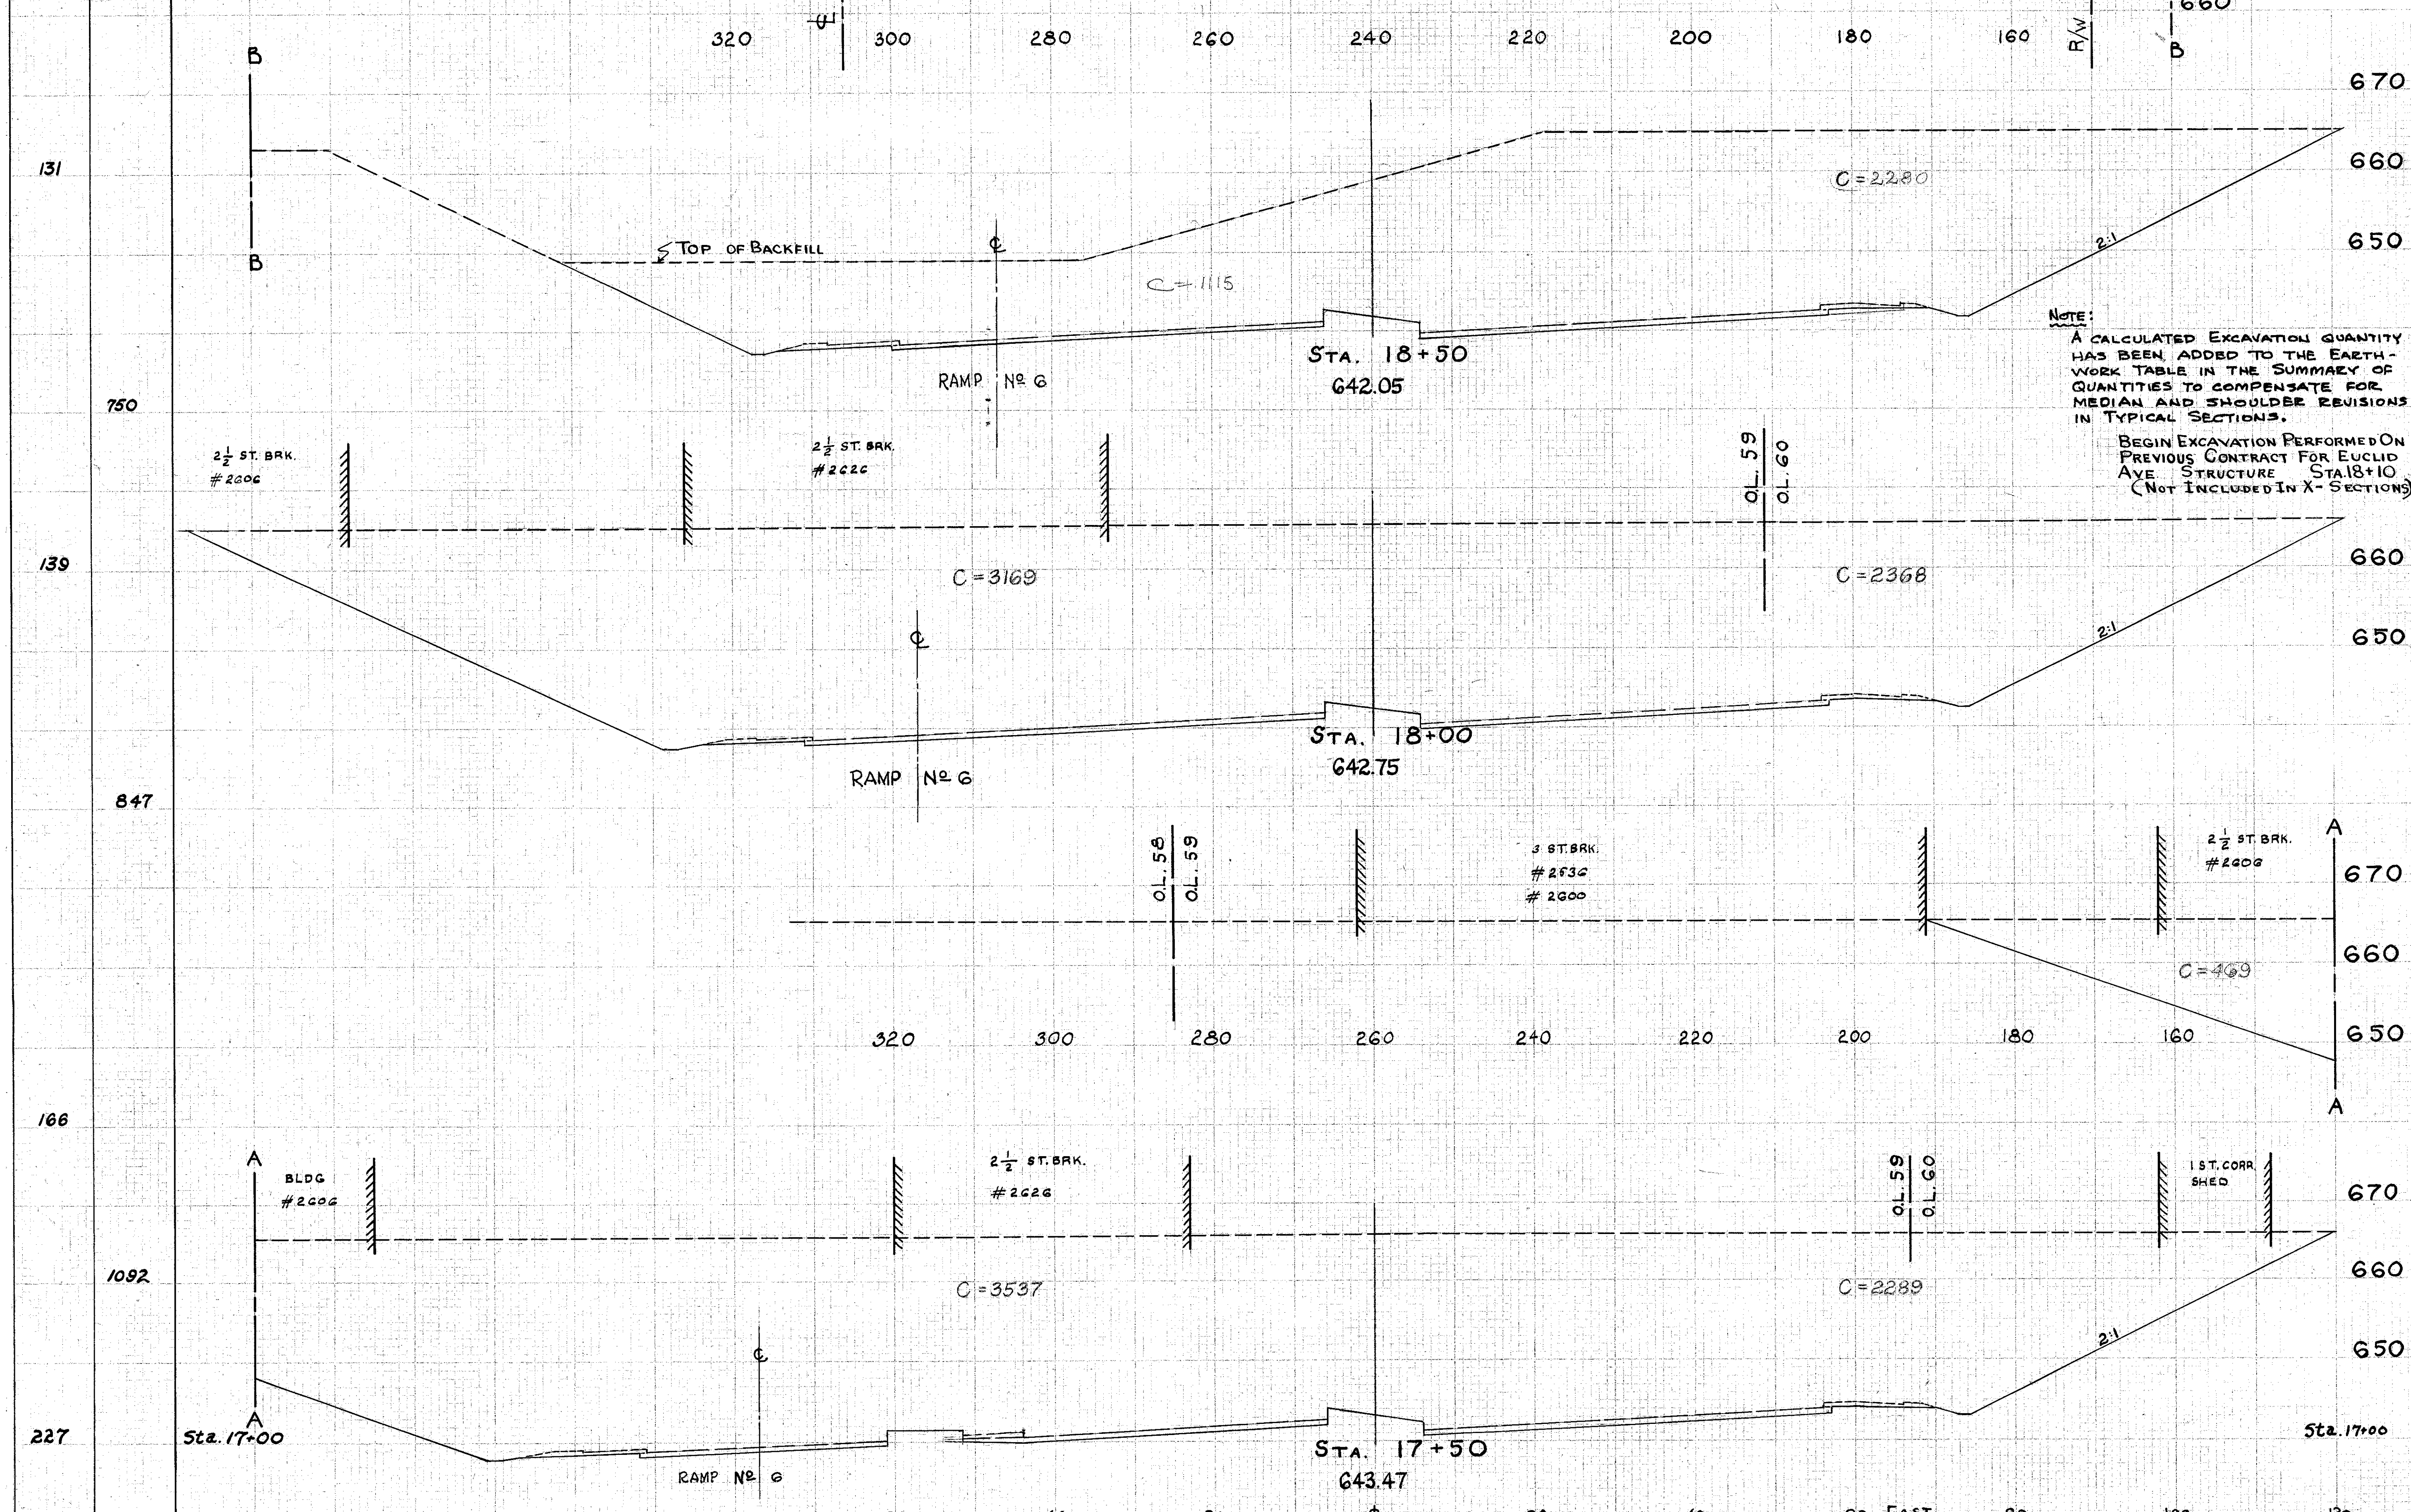 660
320 300 280 260 240 220 200 180 160 R/W B
B
670
131
660
C=2280
TOP OF BACKFILL
℄
650
2:1
B
C=1115
NOTE:
A CALCULATED EXCAVATION QUANTITY
HAS BEEN ADDED TO THE EARTH-
WORK TABLE IN THE SUMMARY OF
QUANTITIES TO COMPENSATE FOR
MEDIAN AND SHOULDER REVISIONS
IN TYPICAL SECTIONS.
BEGIN EXCAVATION PERFORMED ON
PREVIOUS CONTRACT FOR EUCLID
AVE. STRUCTURE STA.18+10
(NOT INCLUDED IN X-SECTIONS)
STA. 18+50
642.05
RAMP Nº 6
750
2½ ST. BRK.
#2606
2½ ST. BRK.
#2626
O.L. 59
O.L. 60
139
660
C=3169
C=2368
℄
2:1
650
STA. 18+00
642.75
RAMP Nº 6
847
O.L. 58
O.L. 59
3 ST. BRK.
#2536
#2600
2½ ST. BRK.
#2606
A
670
660
C=469
320 300 280 260 240 220 200 180 160 650
A
166
A
BLDG
#2606
2½ ST. BRK.
#2626
O.L. 59
O.L. 60
1 ST. CORR.
SHED
670
1092
660
C=3537
C=2289
℄
2:1
650
A
227
Sta. 17+00
Sta. 17+00
STA. 17+50
643.47
RAMP Nº 6
EAST